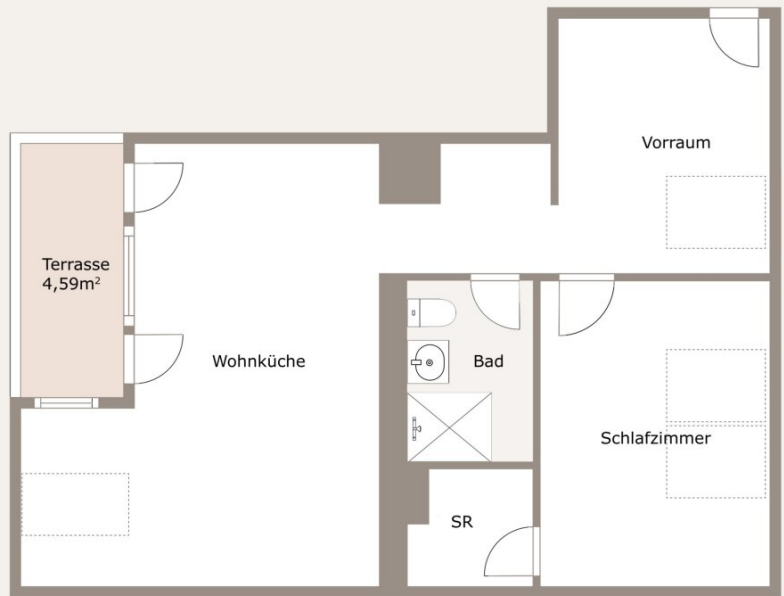 Vorraum
Terrasse
4,59m²
Wohnküche
Bad
Schlafzimmer
SR